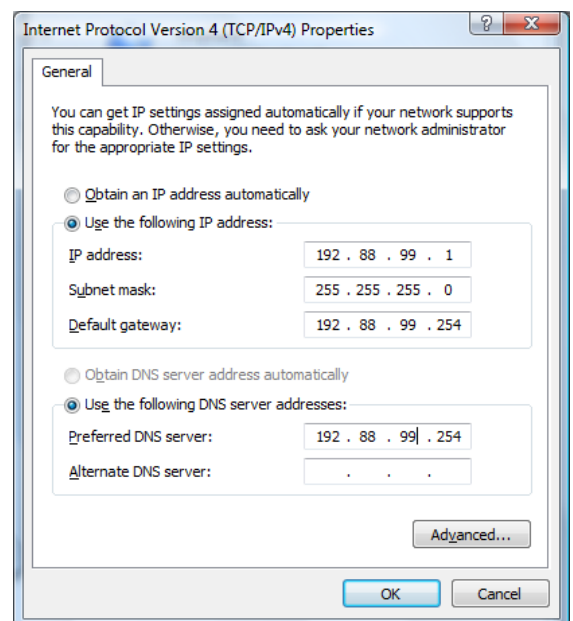 Internet Protocol Version 4 (TCP/IPv4) Properties
General
You can get IP settings assigned automatically if your network supports
this capability. Otherwise, you need to ask your network administrator
for the appropriate IP settings.
Obtain an IP address automatically
Use the following IP address:
IP address: 192 . 88 . 99 . 1
Subnet mask: 255 . 255 . 255 . 0
Default gateway: 192 . 88 . 99 . 254
Obtain DNS server address automatically
Use the following DNS server addresses:
Preferred DNS server: 192 . 88 . 99 . 254
Alternate DNS server: . . .
Advanced...
OK Cancel